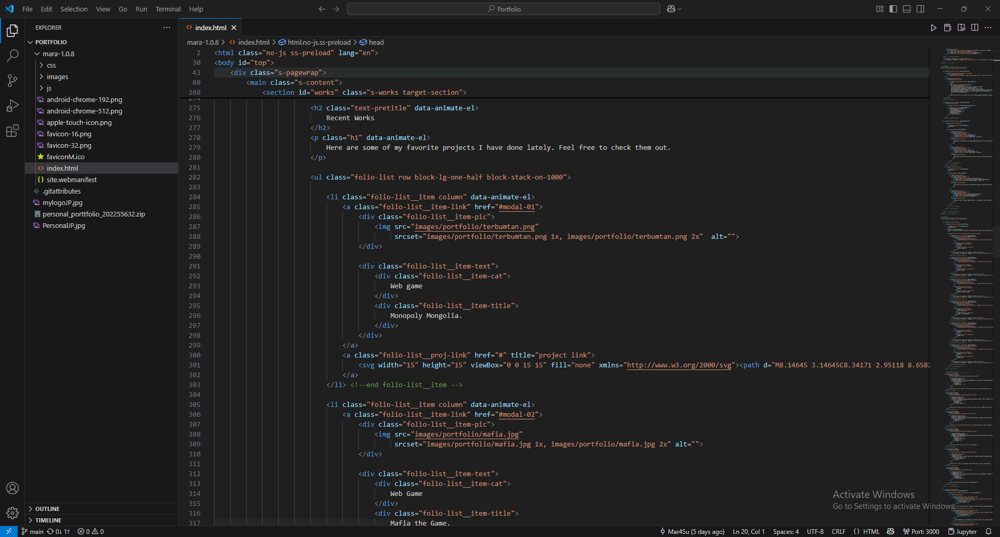 File Edit Selection View Go Run Terminal Help
Portfolio
EXPLORER
PORTFOLIO
mara-1.0.8
css
images
js
android-chrome-192.png
android-chrome-512.png
apple-touch-icon.png
favicon-16.png
favicon-32.png
faviconM.ico
index.html
site.webmanifest
.gitattributes
mylogoJP.jpg
personal_porttfolio_202255632.zip
PersonalJP.jpg
OUTLINE
TIMELINE
index.html
mara-1.0.8 > index.html > html.no-js.ss-preload > head
2 <html class="no-js ss-preload" lang="en">
30 <body id="top">
43 <div class="s-pagewrap">
80 <main class="s-content">
268 <section id="works" class="s-works target-section">
274
275 <h2 class="text-pretitle" data-animate-el>
276 Recent Works
277 </h2>
278 <p class="h1" data-animate-el>
279 Here are some of my favorite projects I have done lately. Feel free to check them out.
280 </p>
281
282 <ul class="folio-list row block-lg-one-half block-stack-on-1000">
283
284 <li class="folio-list__item column" data-animate-el>
285 <a class="folio-list__item-link" href="#modal-01">
286 <div class="folio-list__item-pic">
287 <img src="images/portfolio/terbumtan.png"
288 srcset="images/portfolio/terbumtan.png 1x, images/portfolio/terbumtan.png 2x"  alt="">
289 </div>
290
291 <div class="folio-list__item-text">
292 <div class="folio-list__item-cat">
293 Web game
294 </div>
295 <div class="folio-list__item-title">
296 Monopoly Mongolia.
297 </div>
298 </div>
299 </a>
300 <a class="folio-list__proj-link" href="#" title="project link">
301 <svg width="15" height="15" viewBox="0 0 15 15" fill="none" xmlns="http://www.w3.org/2000/svg"><path d="M8.14645 3.14645C8.34171 2.95118 8.6582
302 </a>
303 </li> <!--end folio-list__item -->
304
305 <li class="folio-list__item column" data-animate-el>
306 <a class="folio-list__item-link" href="#modal-02">
307 <div class="folio-list__item-pic">
308 <img src="images/portfolio/mafia.jpg"
309 srcset="images/portfolio/mafia.jpg 1x, images/portfolio/mafia.jpg 2x" alt="">
310 </div>
311
312 <div class="folio-list__item-text">
313 <div class="folio-list__item-cat">
314 Web Game
315 </div>
316 <div class="folio-list__item-title">
317 Mafia the Game.
Activate Windows
Go to Settings to activate Windows.
main 0↓ 1↑ 0 0
Mar4Su (5 days ago) Ln 20, Col 1 Spaces: 4 UTF-8 CRLF {} HTML Port: 3000 Jupyter